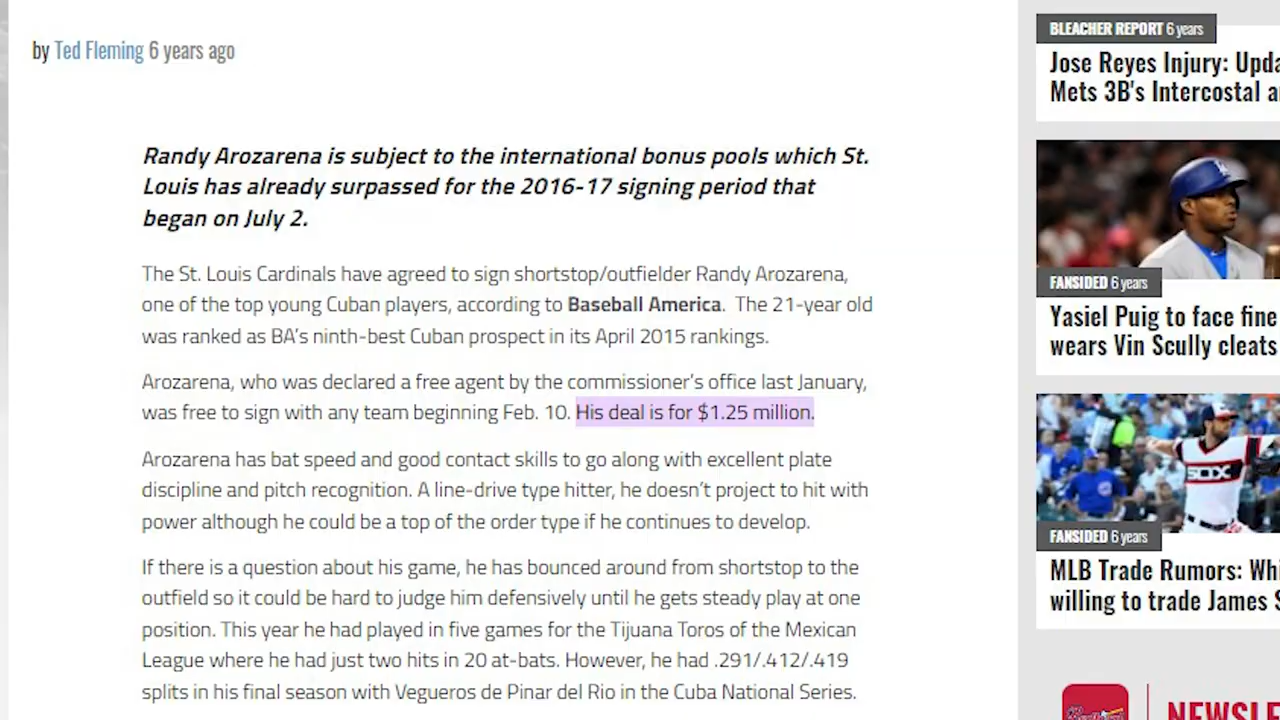 by Ted Fleming 6 years ago
Randy Arozarena is subject to the international bonus pools which St.
Louis has already surpassed for the 2016-17 signing period that
began on July 2.
The St. Louis Cardinals have agreed to sign shortstop/outfielder Randy Arozarena,
one of the top young Cuban players, according to Baseball America. The 21-year old
was ranked as BA's ninth-best Cuban prospect in its April 2015 rankings.
Arozarena, who was declared a free agent by the commissioner's office last January,
was free to sign with any team beginning Feb. 10. His deal is for $1.25 million.
Arozarena has bat speed and good contact skills to go along with excellent plate
discipline and pitch recognition. A line-drive type hitter, he doesn't project to hit with
power although he could be a top of the order type if he continues to develop.
If there is a question about his game, he has bounced around from shortstop to the
outfield so it could be hard to judge him defensively until he gets steady play at one
position. This year he had played in five games for the Tijuana Toros of the Mexican
League where he had just two hits in 20 at-bats. However, he had .291/.412/.419
splits in his final season with Vegueros de Pinar del Rio in the Cuba National Series.
BLEACHER REPORT 6 years
Jose Reyes Injury: Upda
Mets 3B's Intercostal a
FANSIDED 6 years
Yasiel Puig to face fine
wears Vin Scully cleats
SOX
FANSIDED 6 years
MLB Trade Rumors: Whi
willing to trade James S
NEWSLE